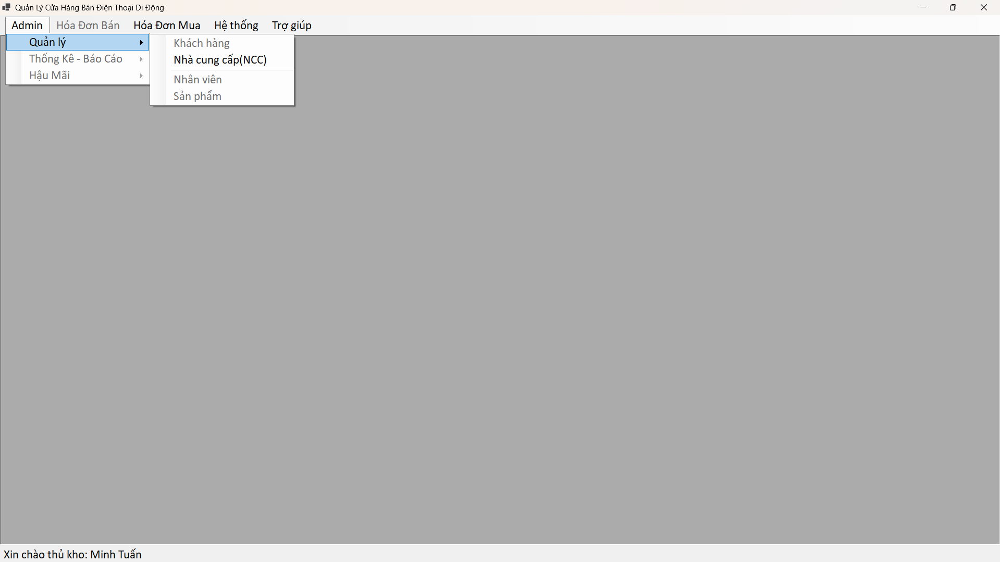 Quản Lý Cửa Hàng Bán Điện Thoại Di Động
Admin Hóa Đơn Bán Hóa Đơn Mua Hệ thống Trợ giúp
Quản lý
Thống Kê - Báo Cáo
Hậu Mãi
Khách hàng
Nhà cung cấp(NCC)
Nhân viên
Sản phẩm
Xin chào thủ kho: Minh Tuấn